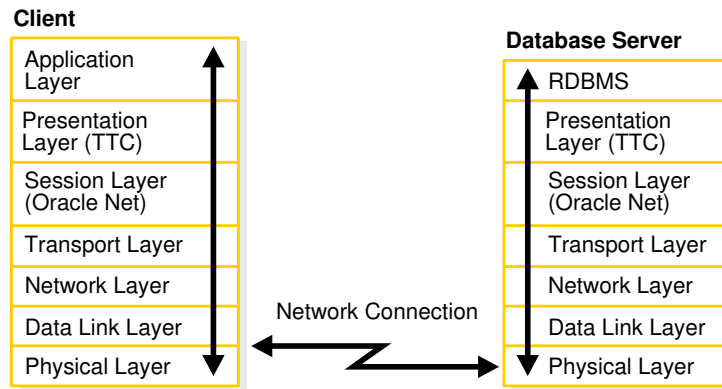 Client
Application
Layer
Presentation
Layer (TTC)
Session Layer
(Oracle Net)
Transport Layer
Network Layer
Data Link Layer
Physical Layer
Network Connection
Database Server
RDBMS
Presentation
Layer (TTC)
Session Layer
(Oracle Net)
Transport Layer
Network Layer
Data Link Layer
Physical Layer